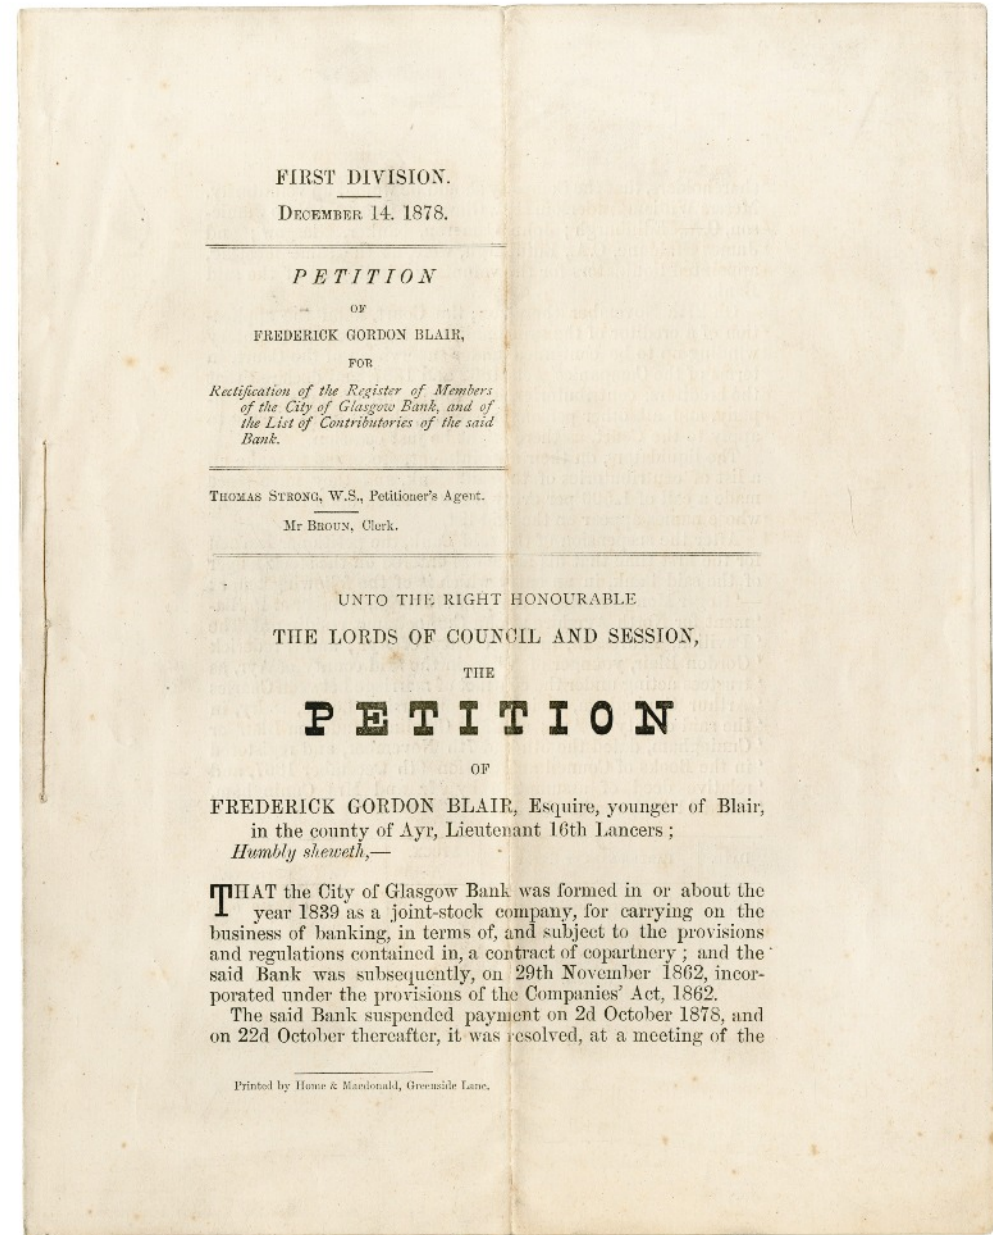 FIRST DIVISION.
DECEMBER 14. 1878.
PETITION
OF
FREDERICK GORDON BLAIR,
FOR
Rectification of the Register of Members
of the City of Glasgow Bank, and of
the List of Contributories of the said
Bank.
THOMAS STRONG, W.S., Petitioner's Agent.
Mr BROUN, Clerk.
UNTO THE RIGHT HONOURABLE
THE LORDS OF COUNCIL AND SESSION,
THE
PETITION
OF
FREDERICK GORDON BLAIR, Esquire, younger of Blair,
in the county of Ayr, Lieutenant 16th Lancers ;
Humbly sheweth,—
THAT the City of Glasgow Bank was formed in or about the
year 1839 as a joint-stock company, for carrying on the
business of banking, in terms of, and subject to the provisions
and regulations contained in, a contract of copartnery ; and the
said Bank was subsequently, on 29th November 1862, incor-
porated under the provisions of the Companies' Act, 1862.
The said Bank suspended payment on 2d October 1878, and
on 22d October thereafter, it was resolved, at a meeting of the
Printed by Home & Macdonald, Greenside Lane.